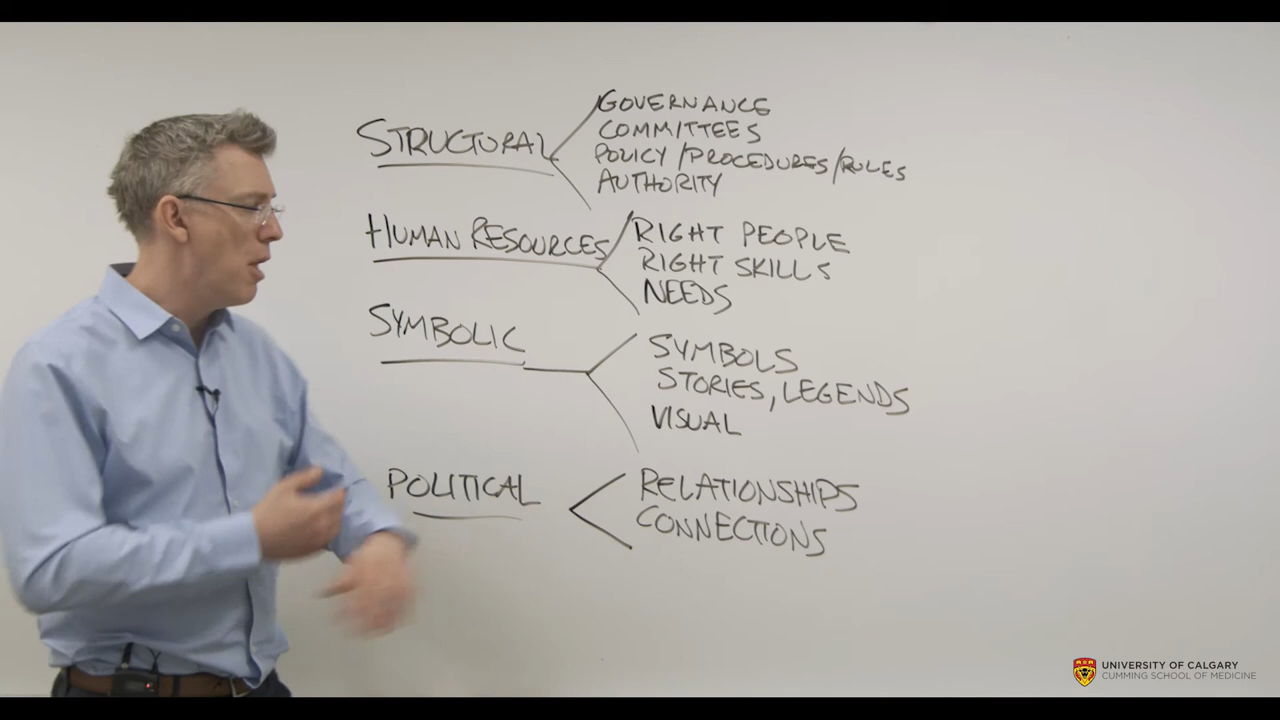 STRUCTURAL
GOVERNANCE
COMMITTEES
POLICY/PROCEDURES/RULES
AUTHORITY
HUMAN RESOURCES
RIGHT PEOPLE
RIGHT SKILLS
NEEDS
SYMBOLIC
SYMBOLS
STORIES, LEGENDS
VISUAL
POLITICAL
RELATIONSHIPS
CONNECTIONS
UNIVERSITY OF CALGARY
CUMMING SCHOOL OF MEDICINE